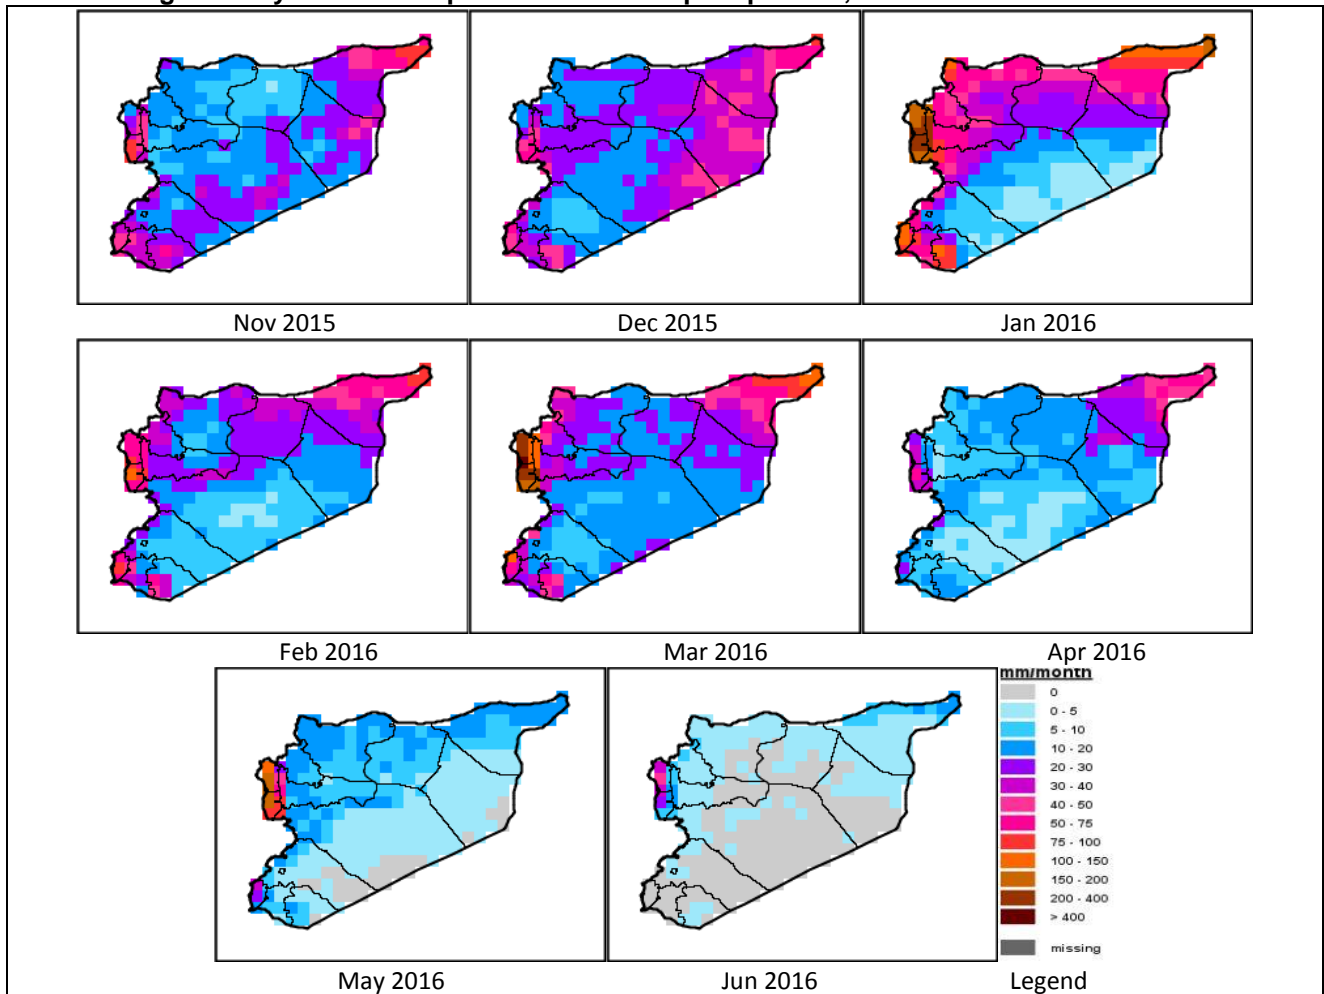 Nov 2015
Dec 2015
Jan 2016
Feb 2016
Mar 2016
Apr 2016
mm/month
0
0 - 5
5 - 10
10 - 20
20 - 30
30 - 40
40 - 50
50 - 75
75 - 100
100 - 150
150 - 200
200 - 400
> 400
missing
May 2016
Jun 2016
Legend